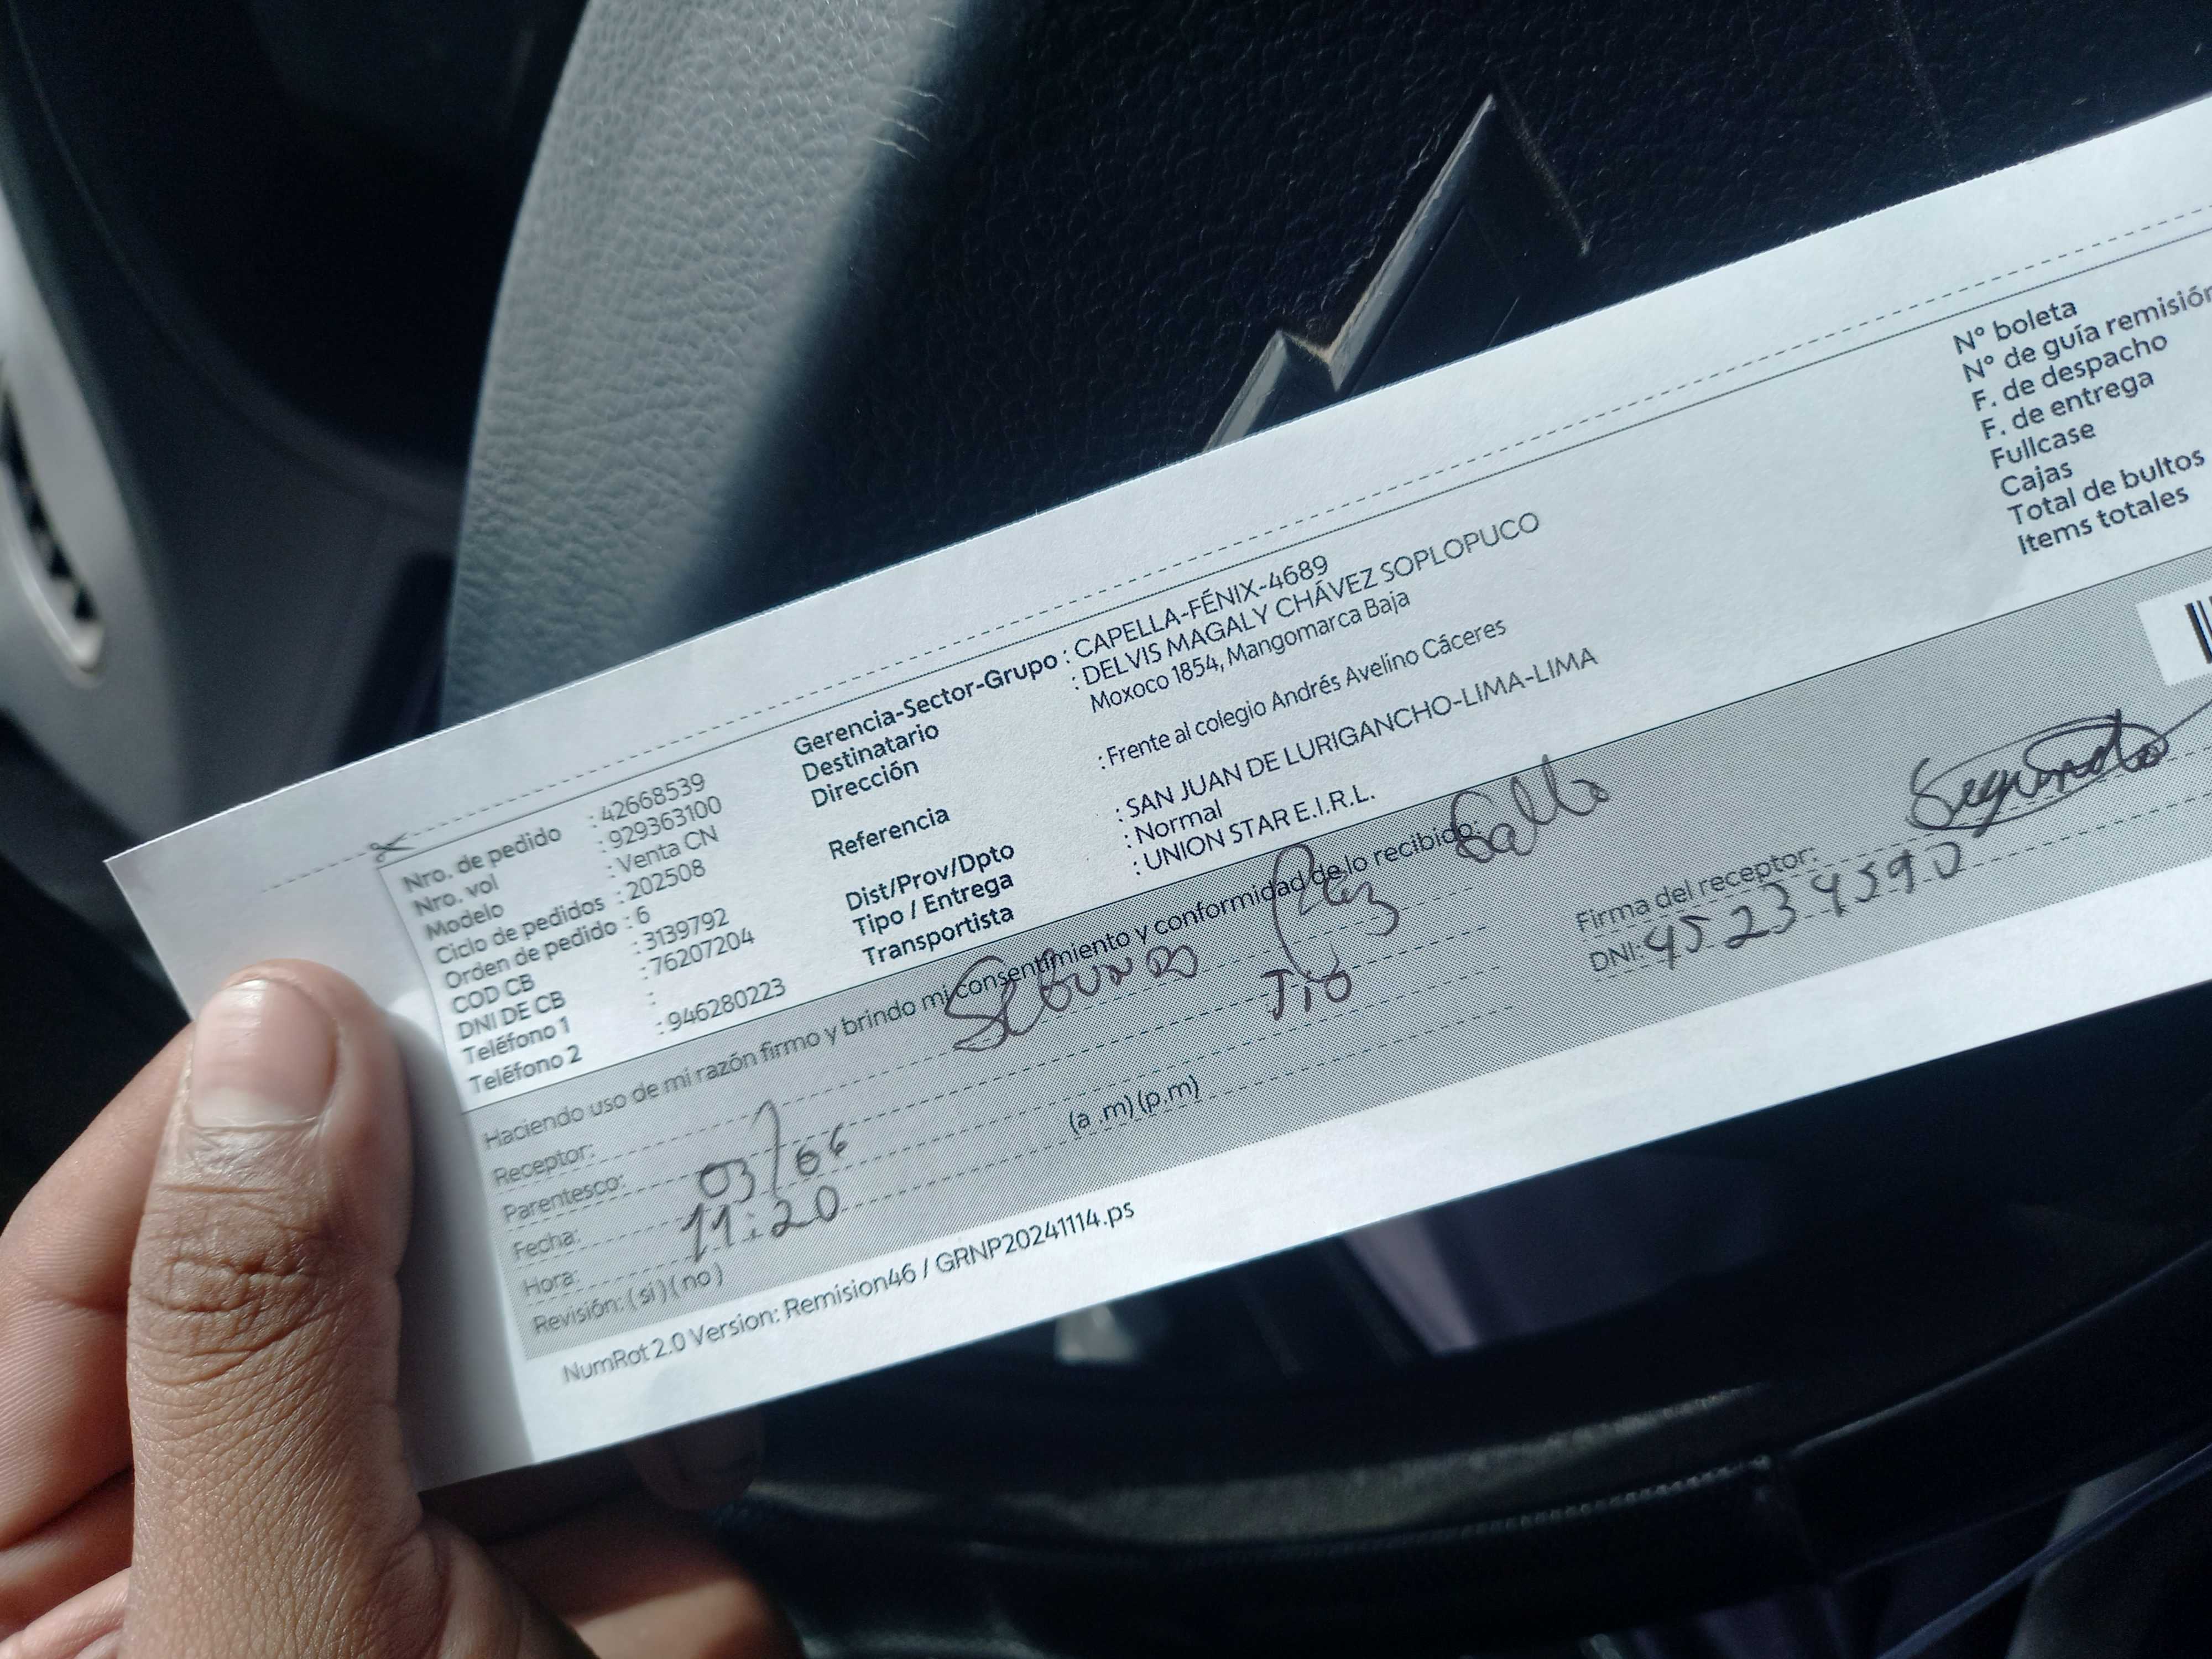 Nro. de pedido : 42668539
Nro. vol : 929363100
Modelo : Venta CN
Ciclo de pedidos : 202508
Orden de pedido : 6
COD CB : 3139792
DNI DE CB : 76207204
Teléfono 1 :
Teléfono 2 : 946280223
Gerencia-Sector-Grupo : CAPELLA-FÉNIX-4689
Destinatario : DELVIS MAGALY CHÁVEZ SOPLOPUCO
Dirección Moxoco 1854, Mangomarca Baja
Referencia : Frente al colegio Andrés Avelino Cáceres
Dist/Prov/Dpto : SAN JUAN DE LURIGANCHO-LIMA-LIMA
Tipo / Entrega : Normal
Transportista : UNION STAR E.I.R.L.
N° boleta
N° de guía remisión
F. de despacho
F. de entrega
Fullcase
Cajas
Total de bultos
Items totales
Haciendo uso de mi razón firmo y brindo mi consentimiento y conformidad de lo recibido:
Receptor:
Parentesco: Tio
Fecha: 03/06
Hora: 11:20 (a .m) (p.m)
Revisión: ( si ) ( no )
Firma del receptor: Segundo
DNI:
NumRot 2.0 Version: Remision46 / GRNP20241114.ps